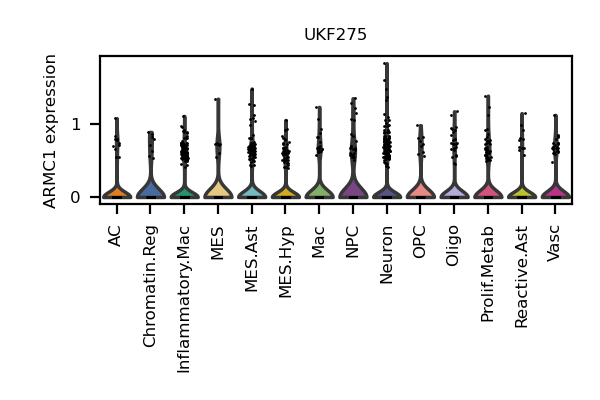 UKF275
ARMC1 expression
1
0
AC
Chromatin.Reg
Inflammatory.Mac
MES
MES.Ast
MES.Hyp
Mac
NPC
Neuron
OPC
Oligo
Prolif.Metab
Reactive.Ast
Vasc